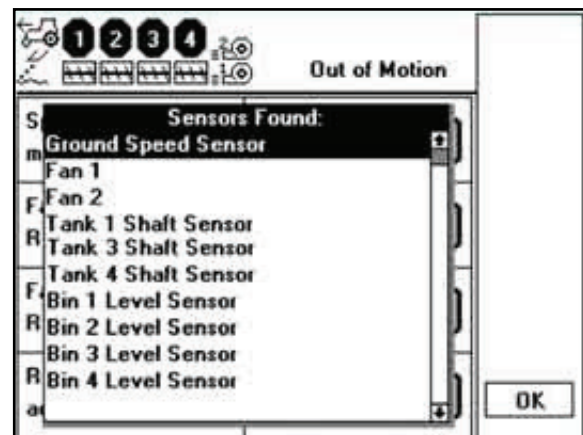 1 2 3 4 2
1
Out of Motion
Sensors Found:
Ground Speed Sensor
Fan 1
Fan 2
Tank 1 Shaft Sensor
Tank 3 Shaft Sensor
Tank 4 Shaft Sensor
Bin 1 Level Sensor
Bin 2 Level Sensor
Bin 3 Level Sensor
Bin 4 Level Sensor
OK